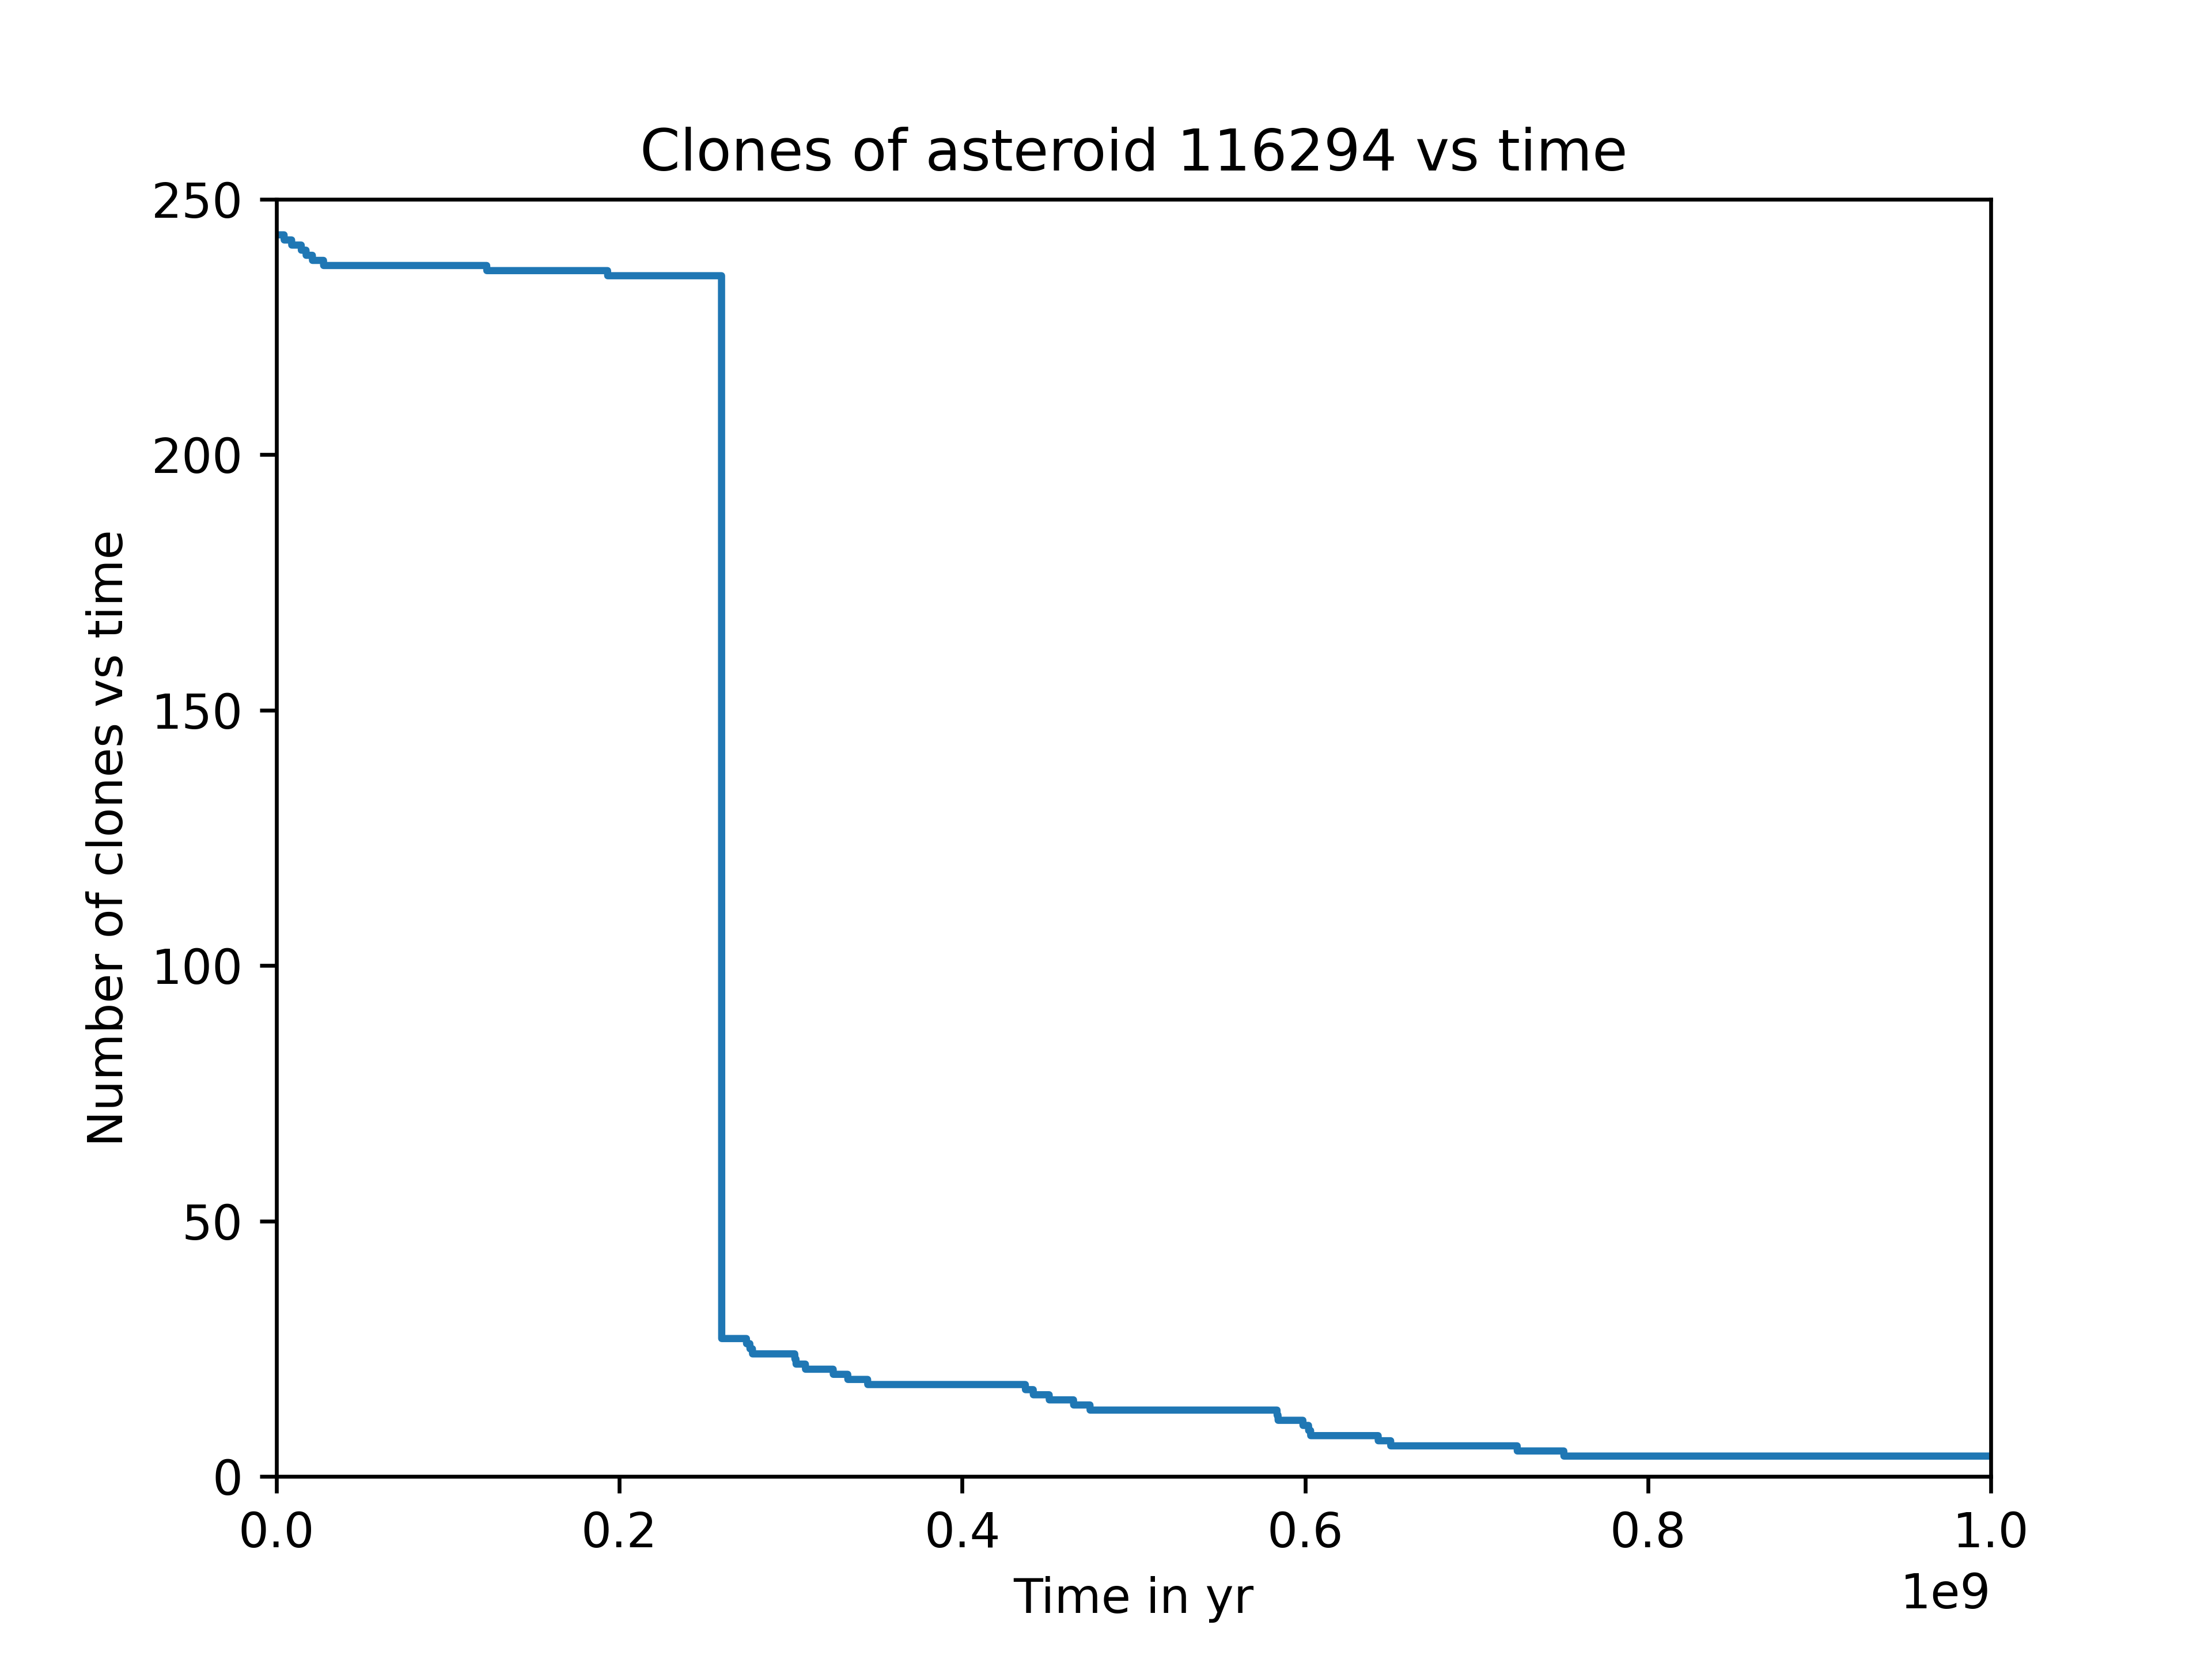 Clones of asteroid 116294 vs time
250
200
150
100
50
0
Number of clones vs time
0.0 0.2 0.4 0.6 0.8 1.0
1e9
Time in yr